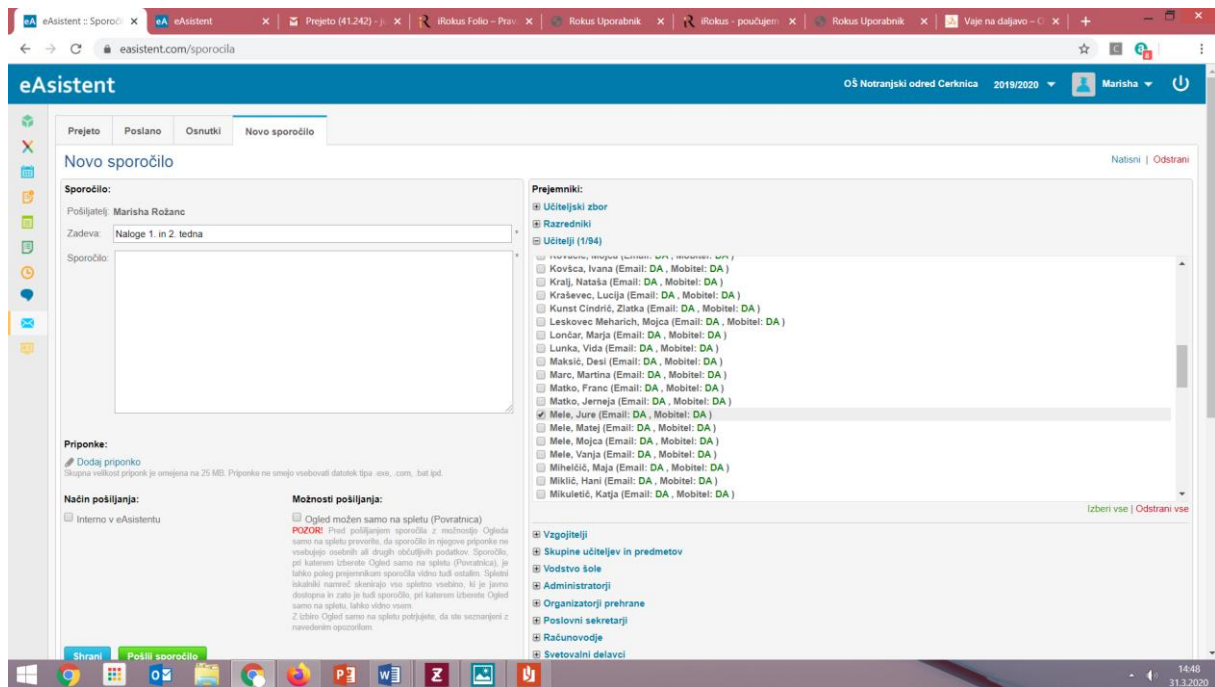 eAsistent :: Sporoč
eAsistent
Prejeto (41.242) - j
iRokus Folio – Prav
Rokus Uporabnik
iRokus - poučujem
Rokus Uporabnik
Vaje na daljavo – O
easistent.com/sporocila
eAsistent
OŠ Notranjski odred Cerknica 2019/2020 Marisha
Prejeto Poslano Osnutki Novo sporočilo
Novo sporočilo
Natisni | Odstrani
Sporočilo:
Pošiljatelj: Marisha Rožanc
Zadeva: Naloge 1. in 2. tedna *
Sporočilo: *
Priponke:
Dodaj priponko
Skupna velikost priponk je omejena na 25 MB. Priponke ne smejo vsebovati datotek tipa .exe, .com, .bat ipd.
Način pošiljanja:
Interno v eAsistentu
Možnosti pošiljanja:
Ogled možen samo na spletu (Povratnica)
POZOR! Pred pošiljanjem sporočila z možnostjo Ogleda
samo na spletu preverite, da sporočilo in njegove priponke ne
vsebujejo osebnih ali drugih občutljivih podatkov. Sporočilo,
pri katerem izberete Ogled samo na spletu (Povratnica), je
lahko poleg prejemnikom sporočila vidno tudi ostalim. Spletni
iskalniki namreč skenirajo vso spletno vsebino, ki je javno
dostopna in zato je tudi sporočilo, pri katerem izberete Ogled
samo na spletu, lahko vidno vsem.
Z izbiro Ogled samo na spletu potrjujete, da ste seznanjeni z
navedenim opozorilom.
Shrani Pošlji sporočilo
Prejemniki:
Učiteljski zbor
Razredniki
Učitelji (1/94)
Kovačič, Mojca (Email: DA , Mobitel: DA )
Kovšca, Ivana (Email: DA , Mobitel: DA )
Kralj, Nataša (Email: DA , Mobitel: DA )
Kraševec, Lucija (Email: DA , Mobitel: DA )
Kunst Cindrić, Zlatka (Email: DA , Mobitel: DA )
Leskovec Meharich, Mojca (Email: DA , Mobitel: DA )
Lončar, Marja (Email: DA , Mobitel: DA )
Lunka, Vida (Email: DA , Mobitel: DA )
Maksić, Desi (Email: DA , Mobitel: DA )
Marc, Martina (Email: DA , Mobitel: DA )
Matko, Franc (Email: DA , Mobitel: DA )
Matko, Jerneja (Email: DA , Mobitel: DA )
Mele, Jure (Email: DA , Mobitel: DA )
Mele, Matej (Email: DA , Mobitel: DA )
Mele, Mojca (Email: DA , Mobitel: DA )
Mele, Vanja (Email: DA , Mobitel: DA )
Mihelčič, Maja (Email: DA , Mobitel: DA )
Miklič, Hani (Email: DA , Mobitel: DA )
Mikuletič, Katja (Email: DA , Mobitel: DA )
Izberi vse | Odstrani vse
Vzgojitelji
Skupine učiteljev in predmetov
Vodstvo šole
Administratorji
Organizatorji prehrane
Poslovni sekretarji
Računovodje
Svetovalni delavci
14:48
31.3.2020